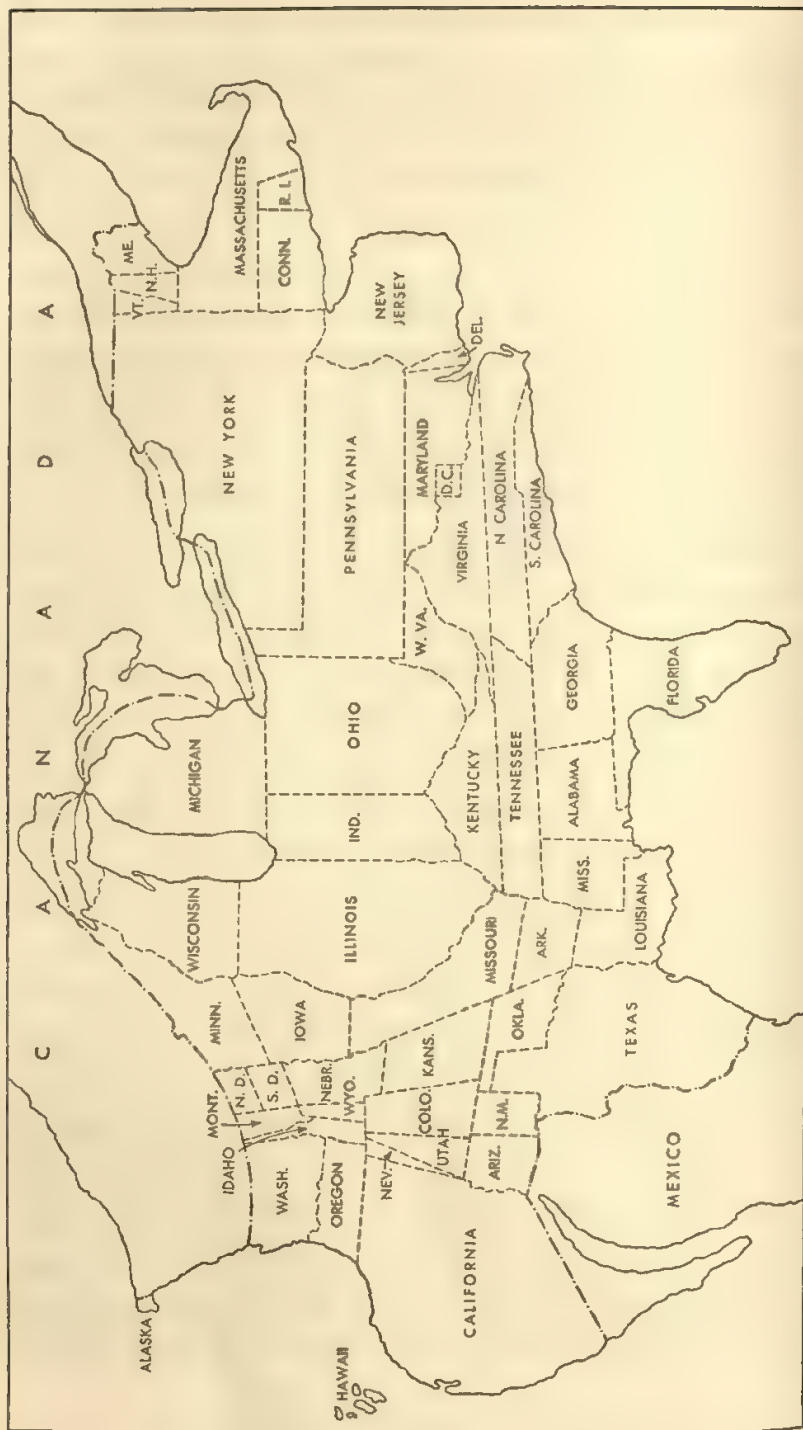 C A N A D A
ALASKA
HAWAII
WASH.
OREGON
CALIFORNIA
IDAHO
MONT.
N. D.
S. D.
NEBR.
WYO.
NEV.
UTAH
COLO.
KANS.
ARIZ.
N.M.
OKLA.
TEXAS
MEXICO
MINN.
IOWA
MISSOURI
ARK.
LOUISIANA
WISCONSIN
ILLINOIS
MICHIGAN
IND.
OHIO
KENTUCKY
TENNESSEE
MISS.
ALABAMA
GEORGIA
FLORIDA
W. VA.
VIRGINIA
MARYLAND
D.C.
N CAROLINA
S. CAROLINA
PENNSYLVANIA
NEW YORK
NEW
JERSEY
DEL.
VT.
N.H.
ME.
MASSACHUSETTS
CONN.
R. I.